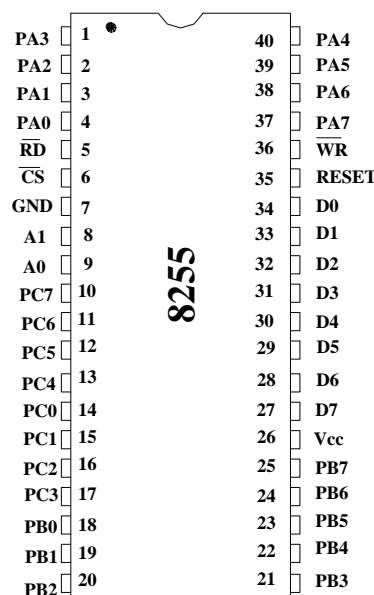 PA3 1 40 PA4
PA2 2 39 PA5
PA1 3 38 PA6
PA0 4 37 PA7
R̅D̅ 5 36 W̅R̅
C̅S̅ 6 35 RESET
GND 7 34 D0
A1 8 33 D1
A0 9 32 D2
PC7 10 31 D3
PC6 11 30 D4
PC5 12 29 D5
PC4 13 28 D6
PC0 14 27 D7
PC1 15 26 Vcc
PC2 16 25 PB7
PC3 17 24 PB6
PB0 18 23 PB5
PB1 19 22 PB4
PB2 20 21 PB3
8255